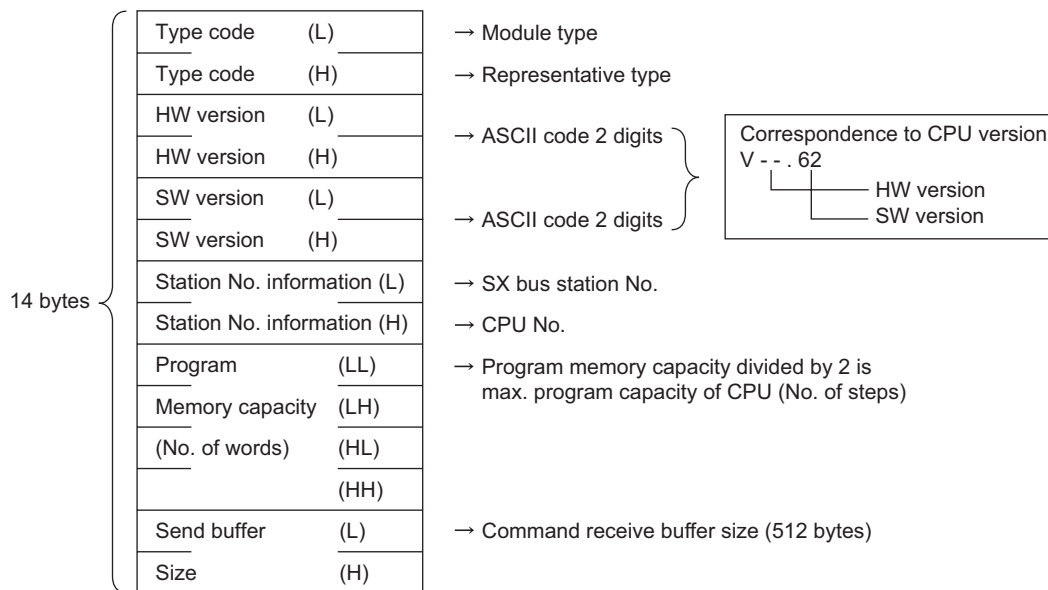 Type code (L) → Module type
Type code (H) → Representative type
HW version (L)
→ ASCII code 2 digits
HW version (H)
SW version (L)
→ ASCII code 2 digits
SW version (H)
Correspondence to CPU version
V - - . 62
HW version
SW version
Station No. information (L) → SX bus station No.
14 bytes
Station No. information (H) → CPU No.
Program (LL) → Program memory capacity divided by 2 is
max. program capacity of CPU (No. of steps)
Memory capacity (LH)
(No. of words) (HL)
(HH)
Send buffer (L) → Command receive buffer size (512 bytes)
Size (H)